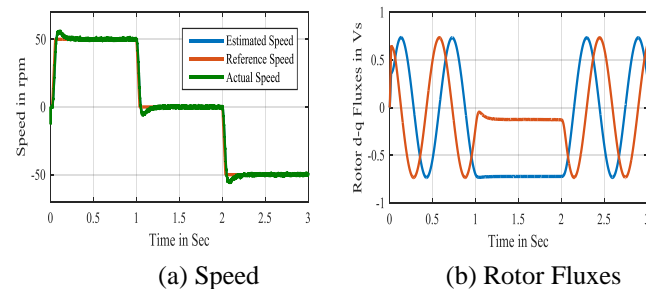 50
0
-50
Speed in rpm
Estimated Speed
Reference Speed
Actual Speed
0 0.5 1 1.5 2 2.5 3
Time in Sec
(a) Speed
1
0.5
0
-0.5
-1
Rotor d-q Fluxes in Vs
0 0.5 1 1.5 2 2.5 3
Time in Sec
(b) Rotor Fluxes